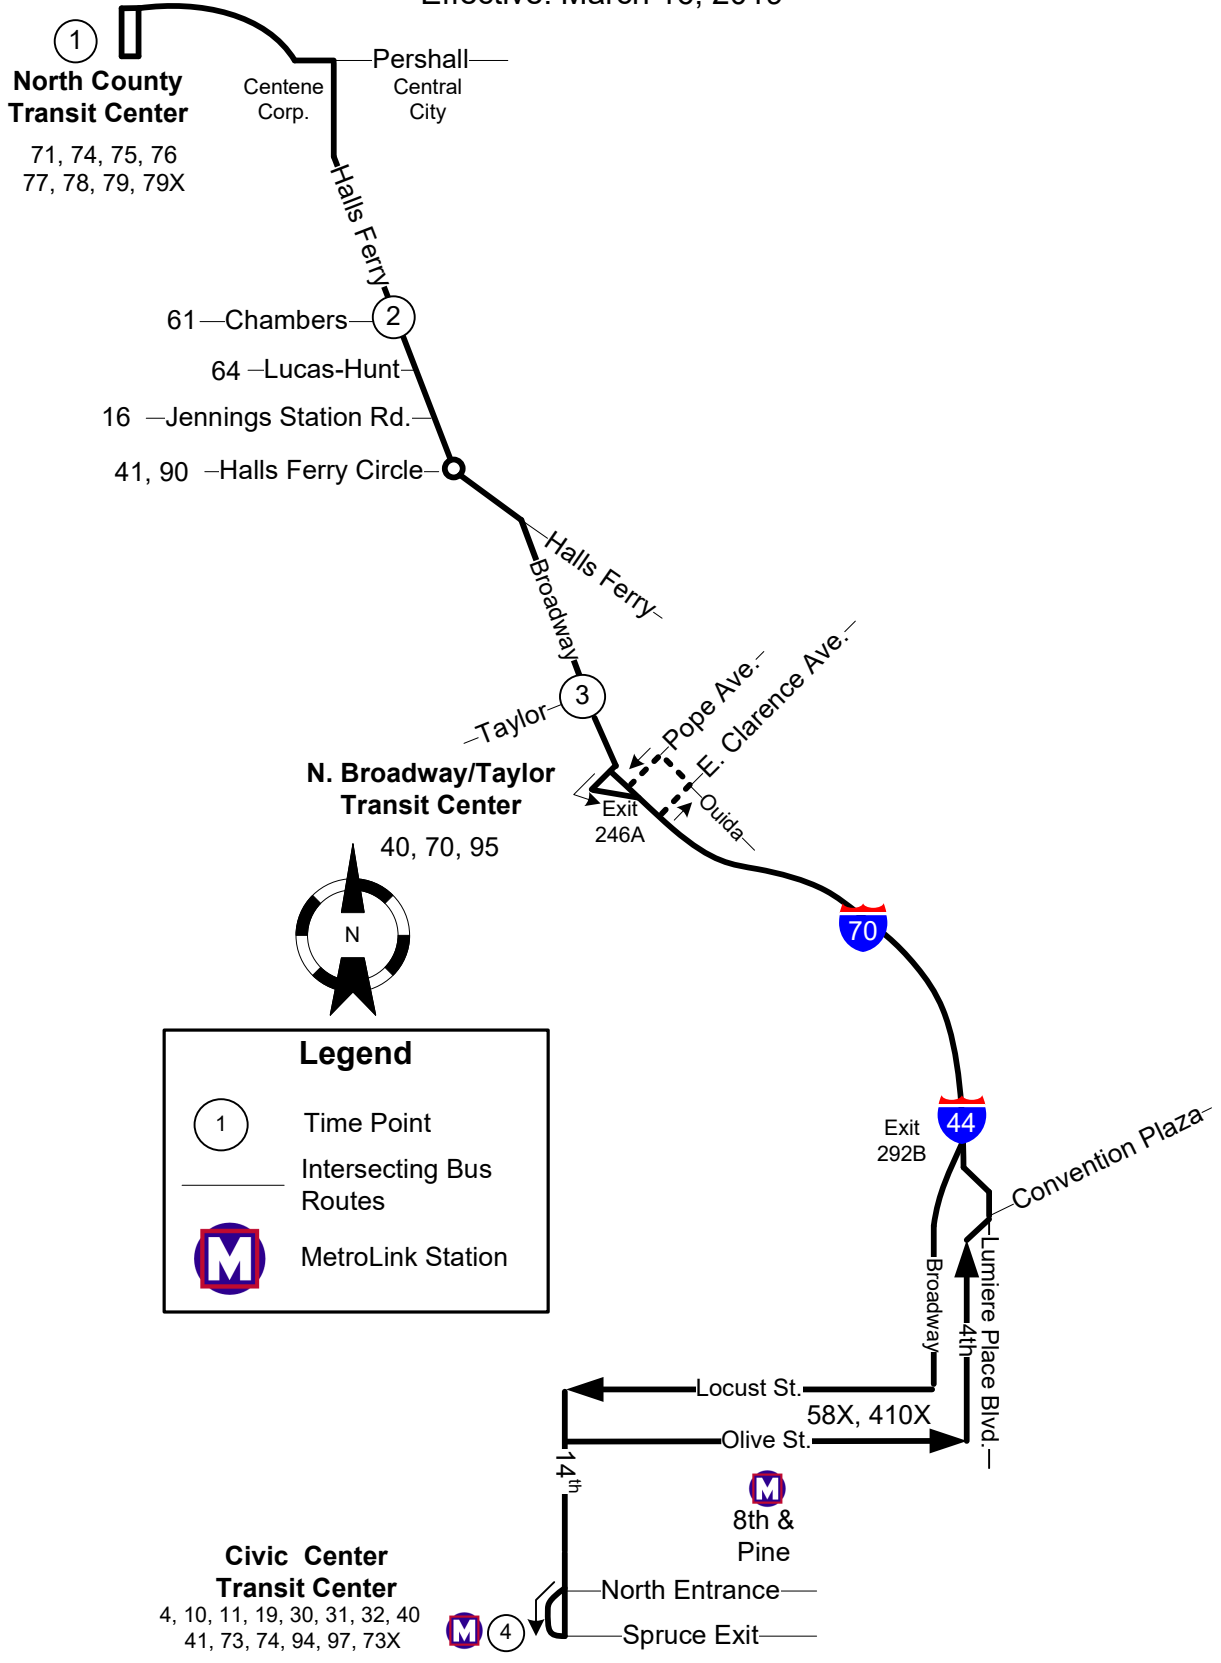 Effective: March 18, 2019
1
North County
Transit Center
71, 74, 75, 76
77, 78, 79, 79X
Pershall
Centene
Corp.
Central
City
Halls Ferry
61
Chambers
2
64
Lucas-Hunt
16
Jennings Station Rd.
41, 90
Halls Ferry Circle
Halls Ferry
Broadway
3
Taylor
Pope Ave.
E. Clarence Ave.
N. Broadway/Taylor
Transit Center
40, 70, 95
Exit
246A
Ouida
N
70
Legend
1
Time Point
Intersecting Bus
Routes
M
MetroLink Station
44
Exit
292B
Convention Plaza
Broadway
4th
Lumiere Place Blvd.
Locust St.
58X, 410X
Olive St.
14th
M
8th &
Pine
Civic Center
Transit Center
4, 10, 11, 19, 30, 31, 32, 40
41, 73, 74, 94, 97, 73X
M
4
North Entrance
Spruce Exit